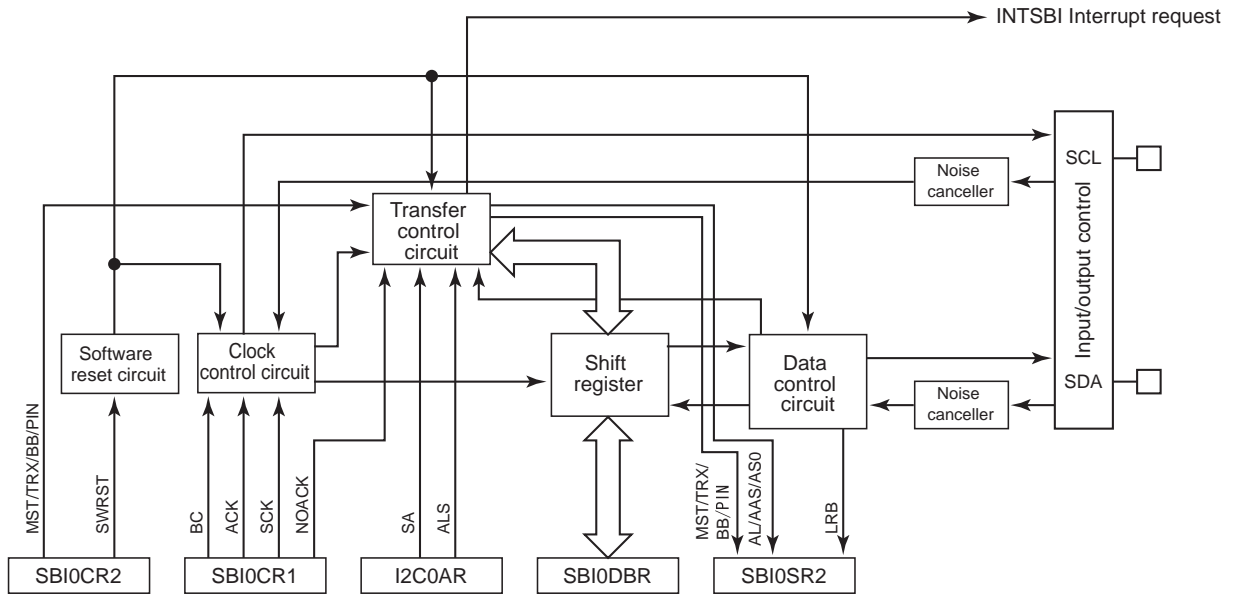 INTSBI Interrupt request
SCL
Noise
canceller
Input/output control
Transfer
control
circuit
Software
reset circuit
Clock
control circuit
Shift
register
Data
control
circuit
SDA
Noise
canceller
MST/TRX/BB/PIN
SWRST
BC
ACK
SCK
NOACK
SA
ALS
MST/TRX/
BB/PIN
AL/AAS/AS0
LRB
SBI0CR2
SBI0CR1
I2C0AR
SBI0DBR
SBI0SR2